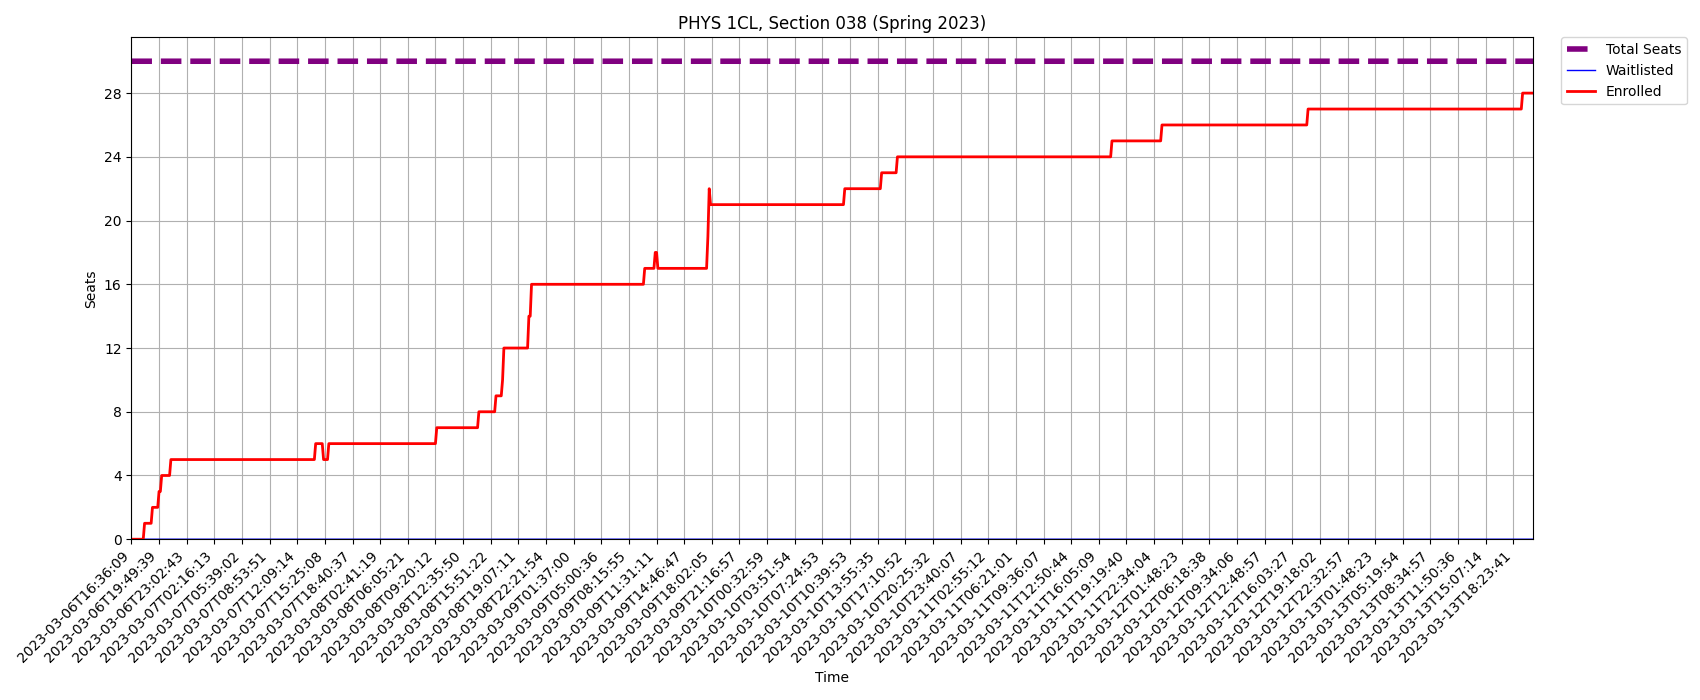 PHYS 1CL, Section 038 (Spring 2023)
Total Seats
Waitlisted
Enrolled
Seats
28
24
20
16
12
8
4
0
2023-03-06T16:36:09
2023-03-06T19:49:39
2023-03-06T23:02:43
2023-03-07T02:16:13
2023-03-07T05:39:02
2023-03-07T08:53:51
2023-03-07T12:09:14
2023-03-07T15:25:08
2023-03-07T18:40:37
2023-03-08T02:41:19
2023-03-08T06:05:21
2023-03-08T09:20:12
2023-03-08T12:35:50
2023-03-08T15:51:22
2023-03-08T19:07:11
2023-03-08T22:21:54
2023-03-09T01:37:00
2023-03-09T05:00:36
2023-03-09T08:15:55
2023-03-09T11:31:11
2023-03-09T14:46:47
2023-03-09T18:02:05
2023-03-09T21:16:57
2023-03-10T00:32:59
2023-03-10T03:51:54
2023-03-10T07:24:53
2023-03-10T10:39:53
2023-03-10T13:55:35
2023-03-10T17:10:52
2023-03-10T20:25:32
2023-03-10T23:40:07
2023-03-11T02:55:12
2023-03-11T06:21:01
2023-03-11T09:36:07
2023-03-11T12:50:44
2023-03-11T16:05:09
2023-03-11T19:19:40
2023-03-11T22:34:04
2023-03-12T01:48:23
2023-03-12T06:18:38
2023-03-12T09:34:06
2023-03-12T12:48:57
2023-03-12T16:03:27
2023-03-12T19:18:02
2023-03-12T22:32:57
2023-03-13T01:48:23
2023-03-13T05:19:54
2023-03-13T08:34:57
2023-03-13T11:50:36
2023-03-13T15:07:14
2023-03-13T18:23:41
Time